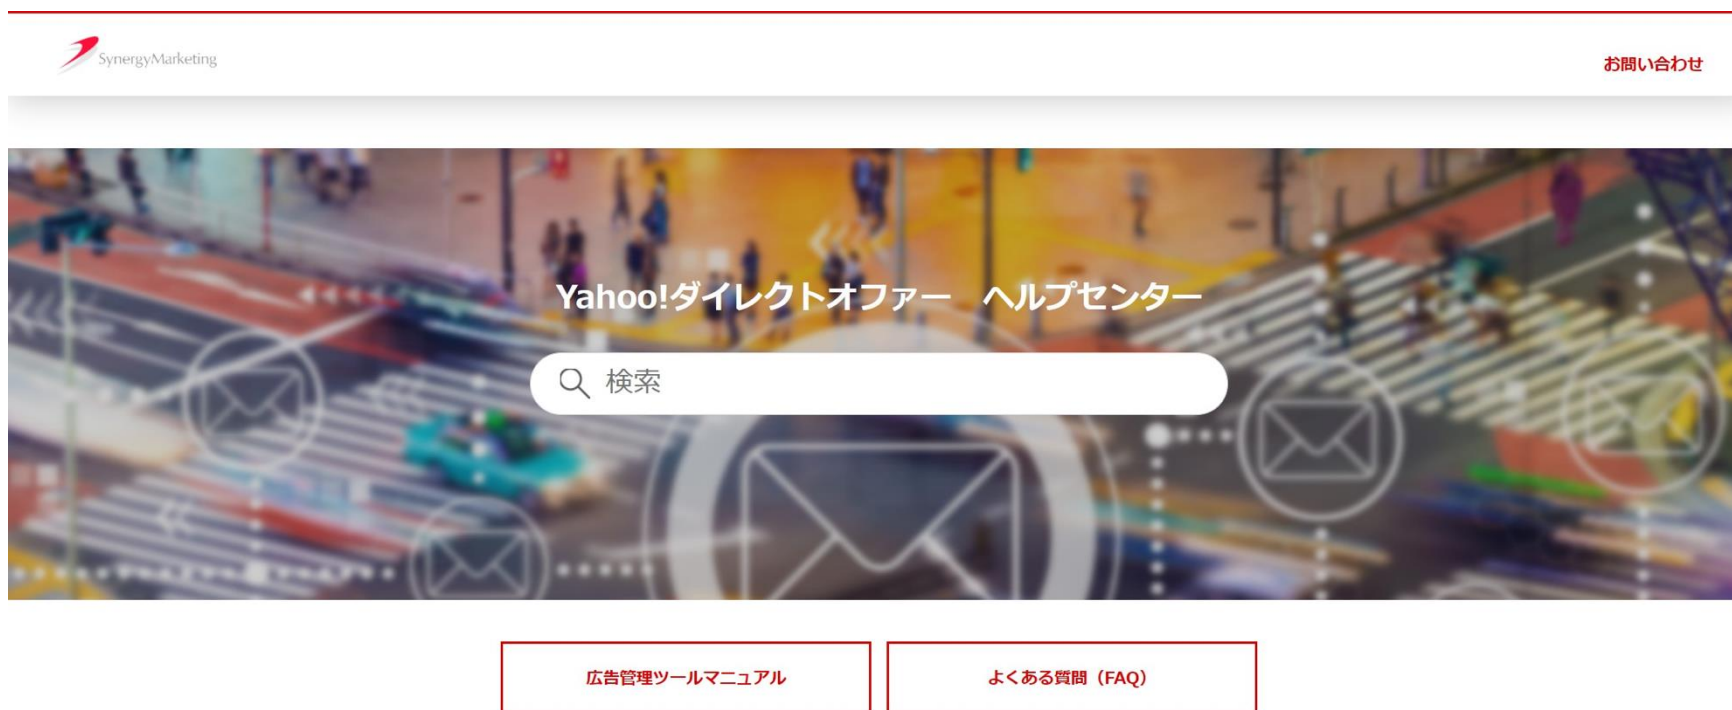 SynergyMarketing
お問い合わせ
Yahoo!ダイレクトオファー　ヘルプセンター
検索
広告管理ツールマニュアル
よくある質問（FAQ）